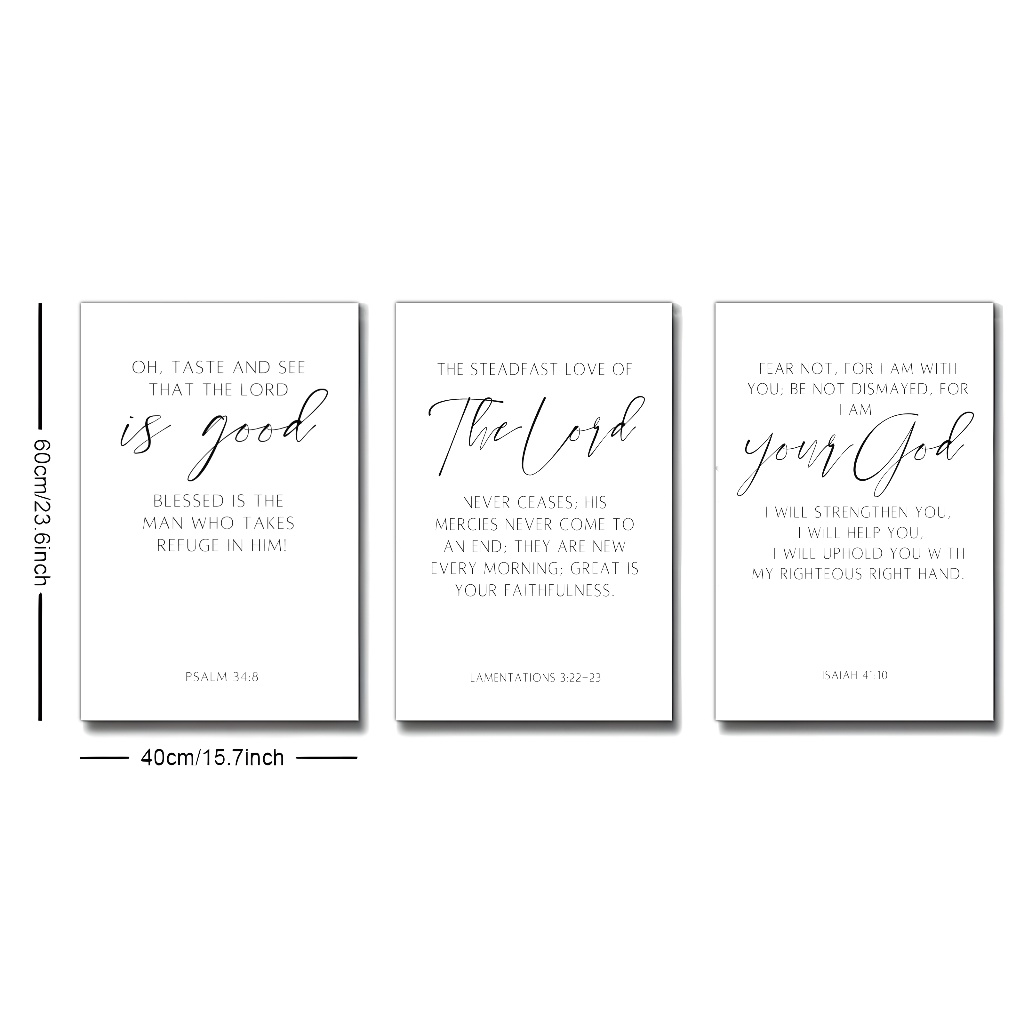 60cm/23.6inch
OH, TASTE AND SEE
THAT THE LORD
is good
BLESSED IS THE
MAN WHO TAKES
REFUGE IN HIM!
PSALM 34:8
THE STEADFAST LOVE OF
The Lord
NEVER CEASES; HIS
MERCIES NEVER COME TO
AN END; THEY ARE NEW
EVERY MORNING; GREAT IS
YOUR FAITHFULNESS.
LAMENTATIONS 3:22-23
FEAR NOT, FOR I AM WITH
YOU; BE NOT DISMAYED, FOR
I AM
your God
I WILL STRENGTHEN YOU,
I WILL HELP YOU,
I WILL UPHOLD YOU WITH
MY RIGHTEOUS RIGHT HAND.
ISAIAH 41:10
40cm/15.7inch